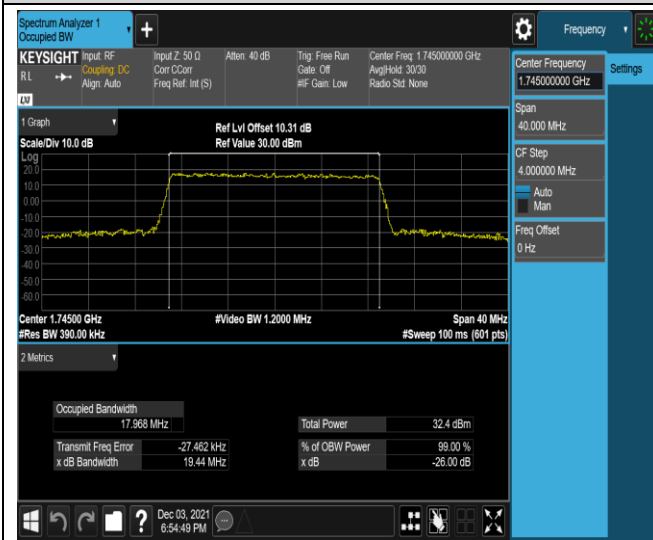 Spectrum Analyzer 1
Occupied BW
+
Frequency
KEYSIGHT
RL
LXI
Input: RF
Coupling: DC
Align: Auto
Input Z: 50 Ω
Corr CCorr
Freq Ref: Int (S)
Atten: 40 dB
Trig: Free Run
Gate: Off
#IF Gain: Low
Center Freq: 1.745000000 GHz
Avg|Hold: 30/30
Radio Std: None
Center Frequency
1.745000000 GHz
Settings
Span
40.000 MHz
CF Step
4.000000 MHz
Auto
Man
Freq Offset
0 Hz
1 Graph
Scale/Div 10.0 dB
Ref Lvl Offset 10.31 dB
Ref Value 30.00 dBm
Log
20.0
10.0
0.00
-10.0
-20.0
-30.0
-40.0
-50.0
-60.0
Center 1.74500 GHz
#Video BW 1.2000 MHz
Span 40 MHz
#Res BW 390.00 kHz
#Sweep 100 ms (601 pts)
2 Metrics
Occupied Bandwidth
17.968 MHz
Total Power 32.4 dBm
Transmit Freq Error -27.462 kHz
% of OBW Power 99.00 %
x dB Bandwidth 19.44 MHz
x dB -26.00 dB
?
Dec 03, 2021
6:54:49 PM